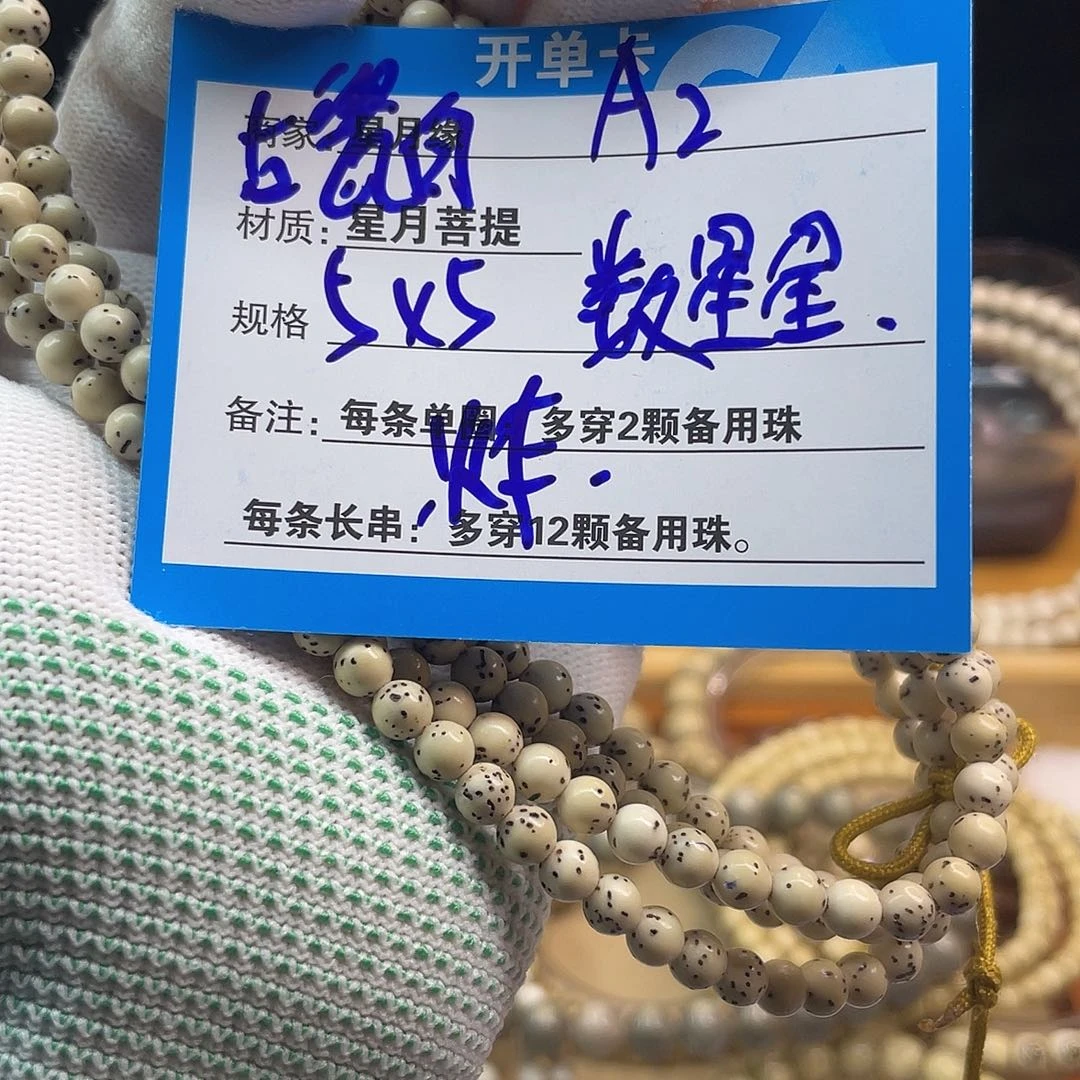 开单卡
商家 星月缘 A2
材质：星月菩提
规格 5x5 数星星.
备注：每条单圈 多穿2颗备用珠
炸.
每条长串：多穿12颗备用珠。